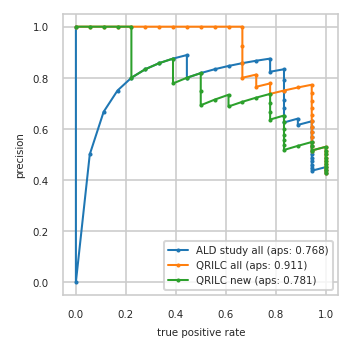 1.0
0.8
0.6
0.4
0.2
0.0
precision
ALD study all (aps: 0.768)
QRILC all (aps: 0.911)
QRILC new (aps: 0.781)
0.0 0.2 0.4 0.6 0.8 1.0
true positive rate